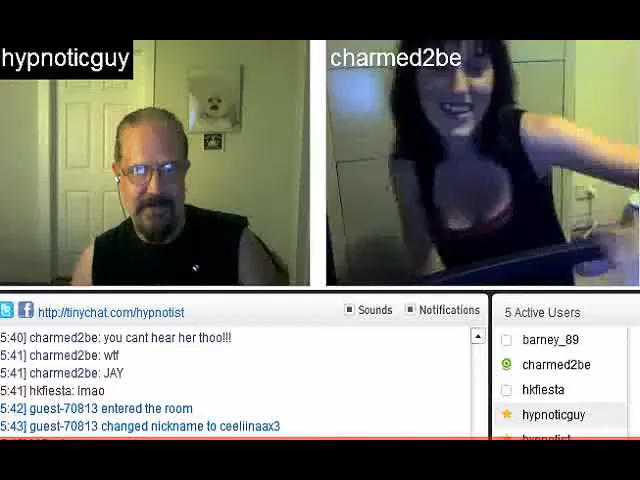 hypnoticguy
charmed2be
http://tinychat.com/hypnotist
Sounds
Notifications
5 Active Users
5:40] charmed2be: you cant hear her thoo!!!
5:41] charmed2be: wtf
5:41] charmed2be: JAY
5:41] hkfiesta: lmao
5:42] guest-70813 entered the room
5:43] guest-70813 changed nickname to ceeliinaax3
barney_89
charmed2be
hkfiesta
hypnoticguy